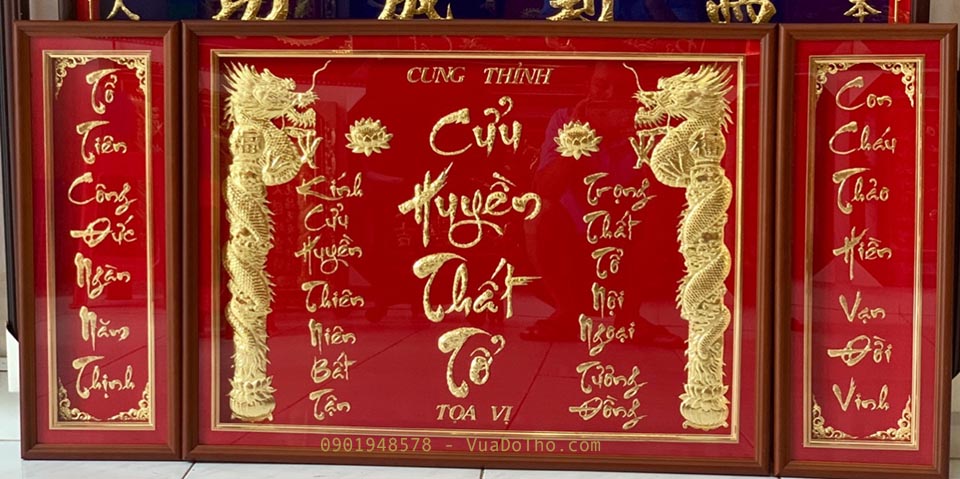 Tổ
Tiên
Công
Đức
Ngàn
Năm
Thịnh
CUNG THỈNH
Kính
Cửu
Huyền
Thiên
Niên
Bất
Tận
Cửu
Huyền
Thất
Tổ
TỌA VỊ
Trọng
Thất
Tổ
Nội
Ngoại
Tưởng
Đồng
Con
Cháu
Thảo
Hiền
Vạn
Đời
Vinh
0901948578 - VuaDoTho.com